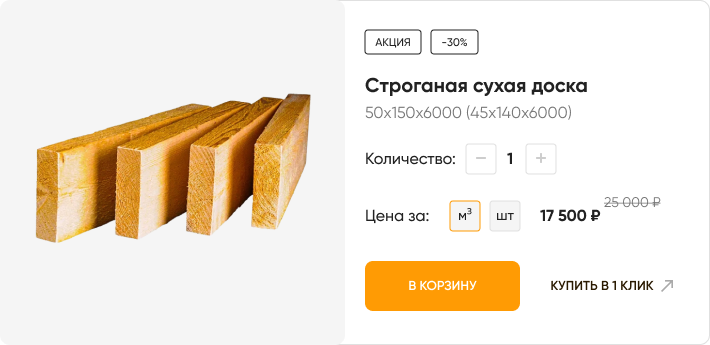 АКЦИЯ -30%
Строганая сухая доска
50x150x6000 (45x140x6000)
Количество: − 1 +
Цена за: м³ шт 17 500 ₽ 25 000 ₽
В КОРЗИНУ КУПИТЬ В 1 КЛИК